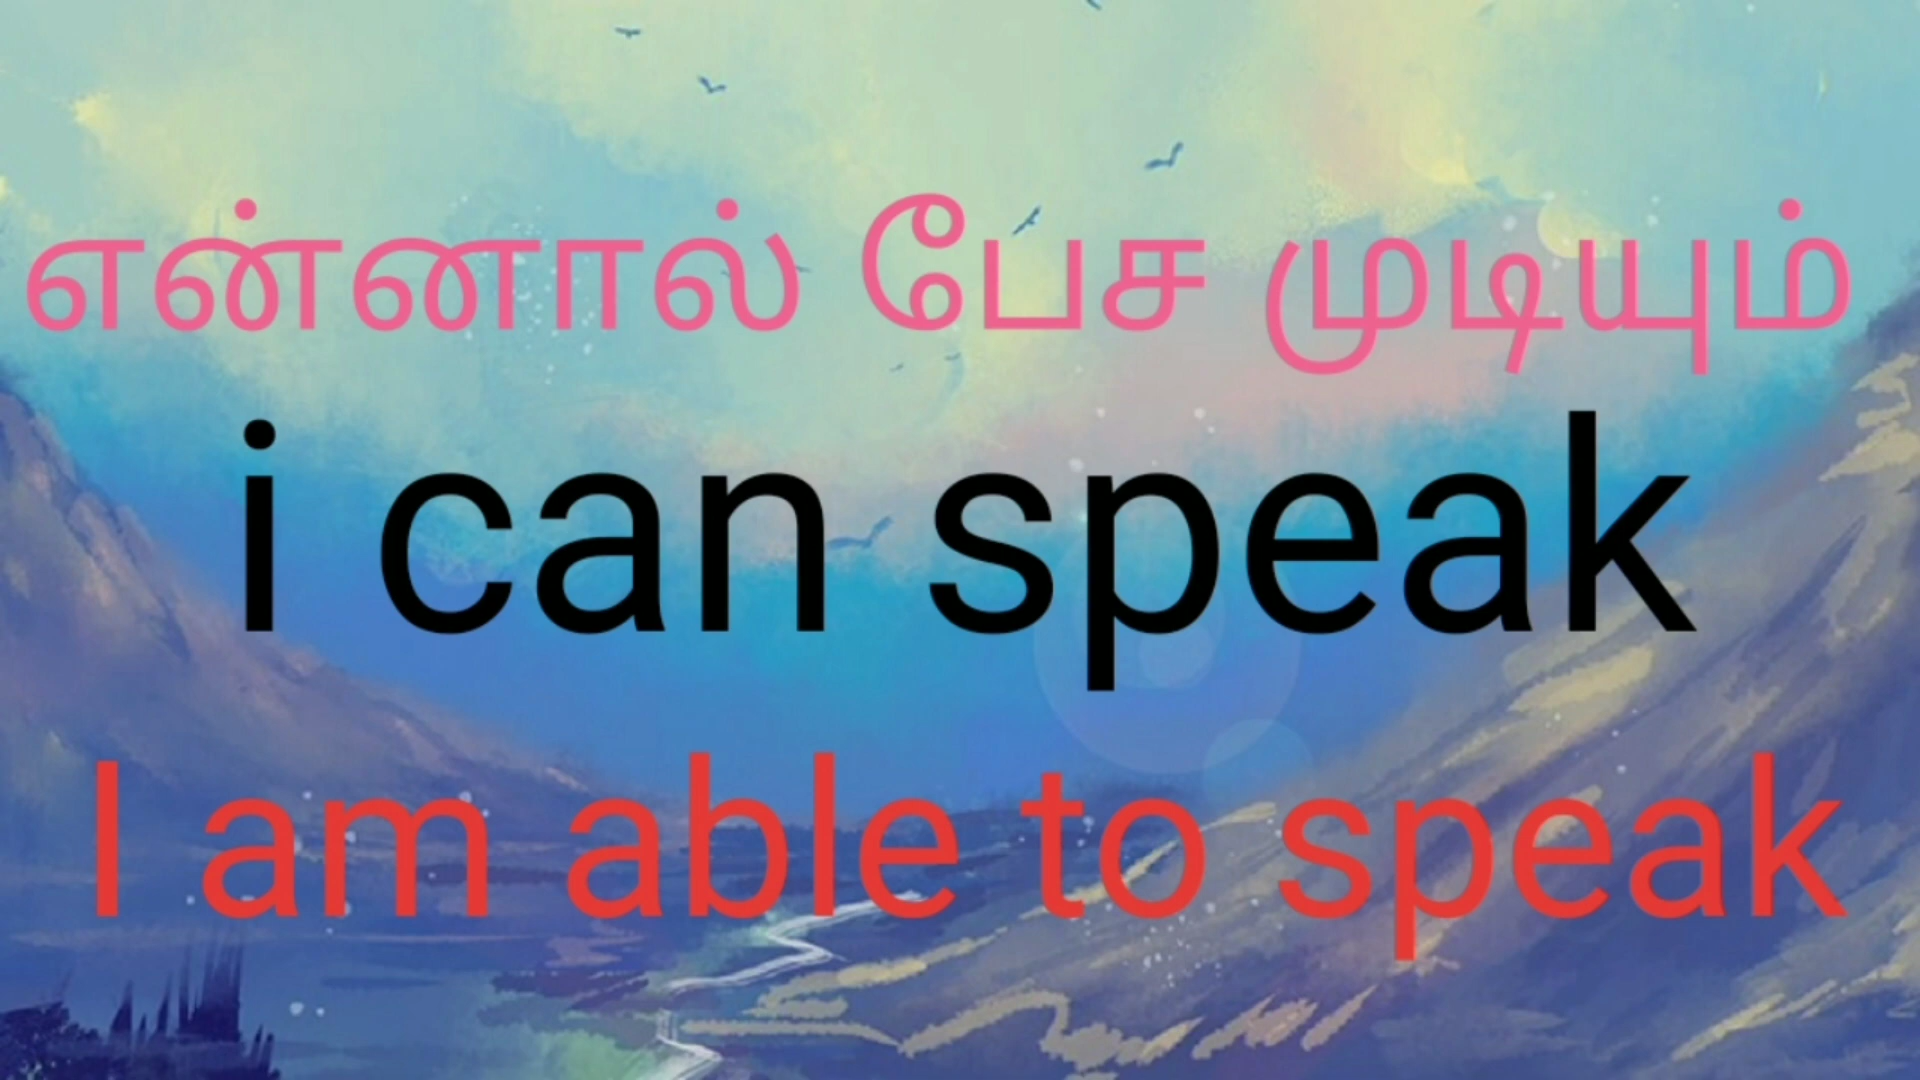 என்னால் பேச முடியும்
i can speak
I am able to speak